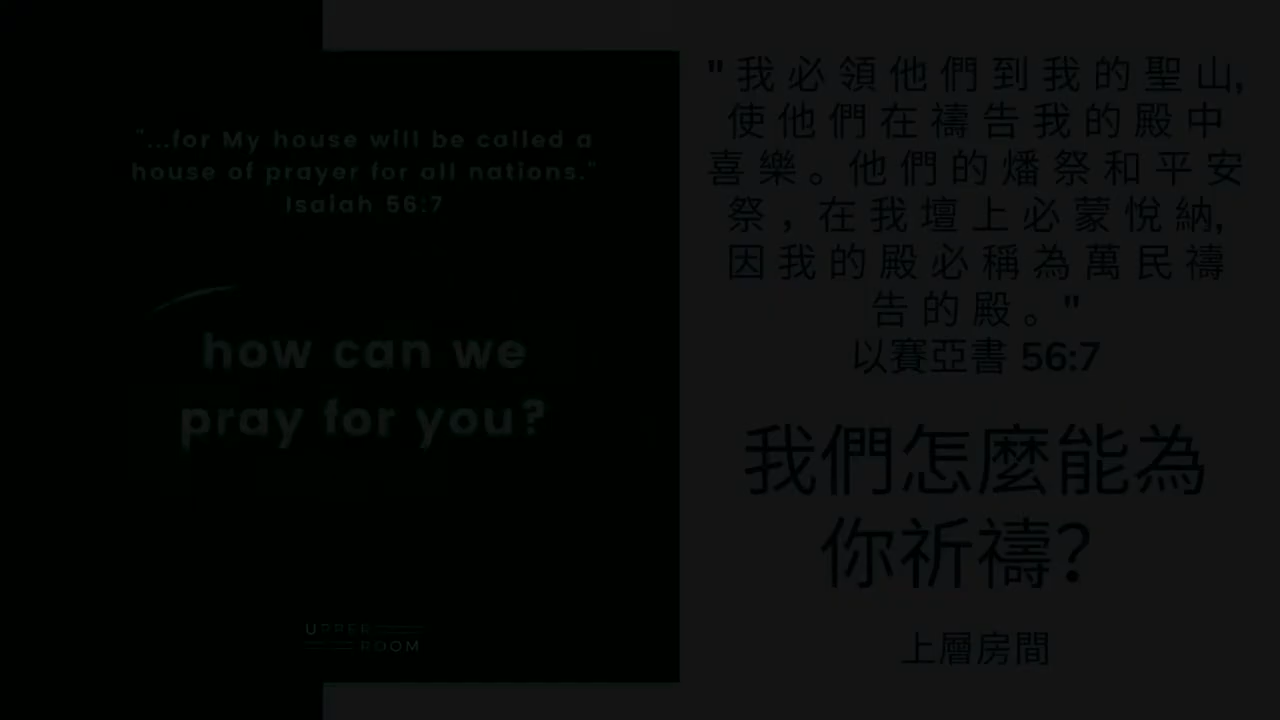 "...for My house will be called a
house of prayer for all nations."
Isaiah 56:7
how can we
pray for you?
UPPER
ROOM
"我必領他們到我的聖山,
使他們在禱告我的殿中
喜樂。他們的燔祭和平安
祭，在我壇上必蒙悅納,
因我的殿必稱為萬民禱
告的殿。"
以賽亞書 56:7
我們怎麼能為
你祈禱?
上層房間